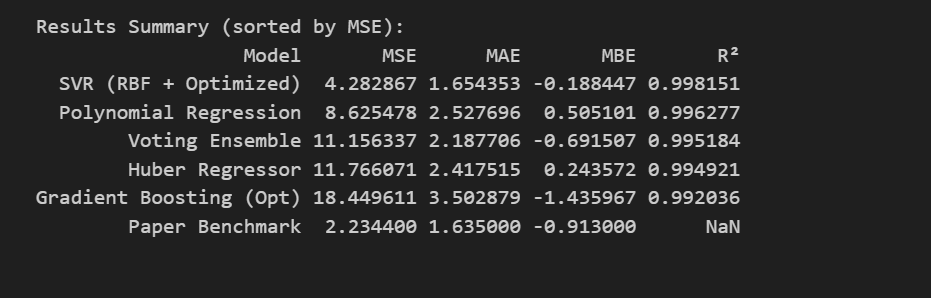 Results Summary (sorted by MSE):
Model MSE MAE MBE R²
SVR (RBF + Optimized) 4.282867 1.654353 -0.188447 0.998151
Polynomial Regression 8.625478 2.527696 0.505101 0.996277
Voting Ensemble 11.156337 2.187706 -0.691507 0.995184
Huber Regressor 11.766071 2.417515 0.243572 0.994921
Gradient Boosting (Opt) 18.449611 3.502879 -1.435967 0.992036
Paper Benchmark 2.234400 1.635000 -0.913000 NaN